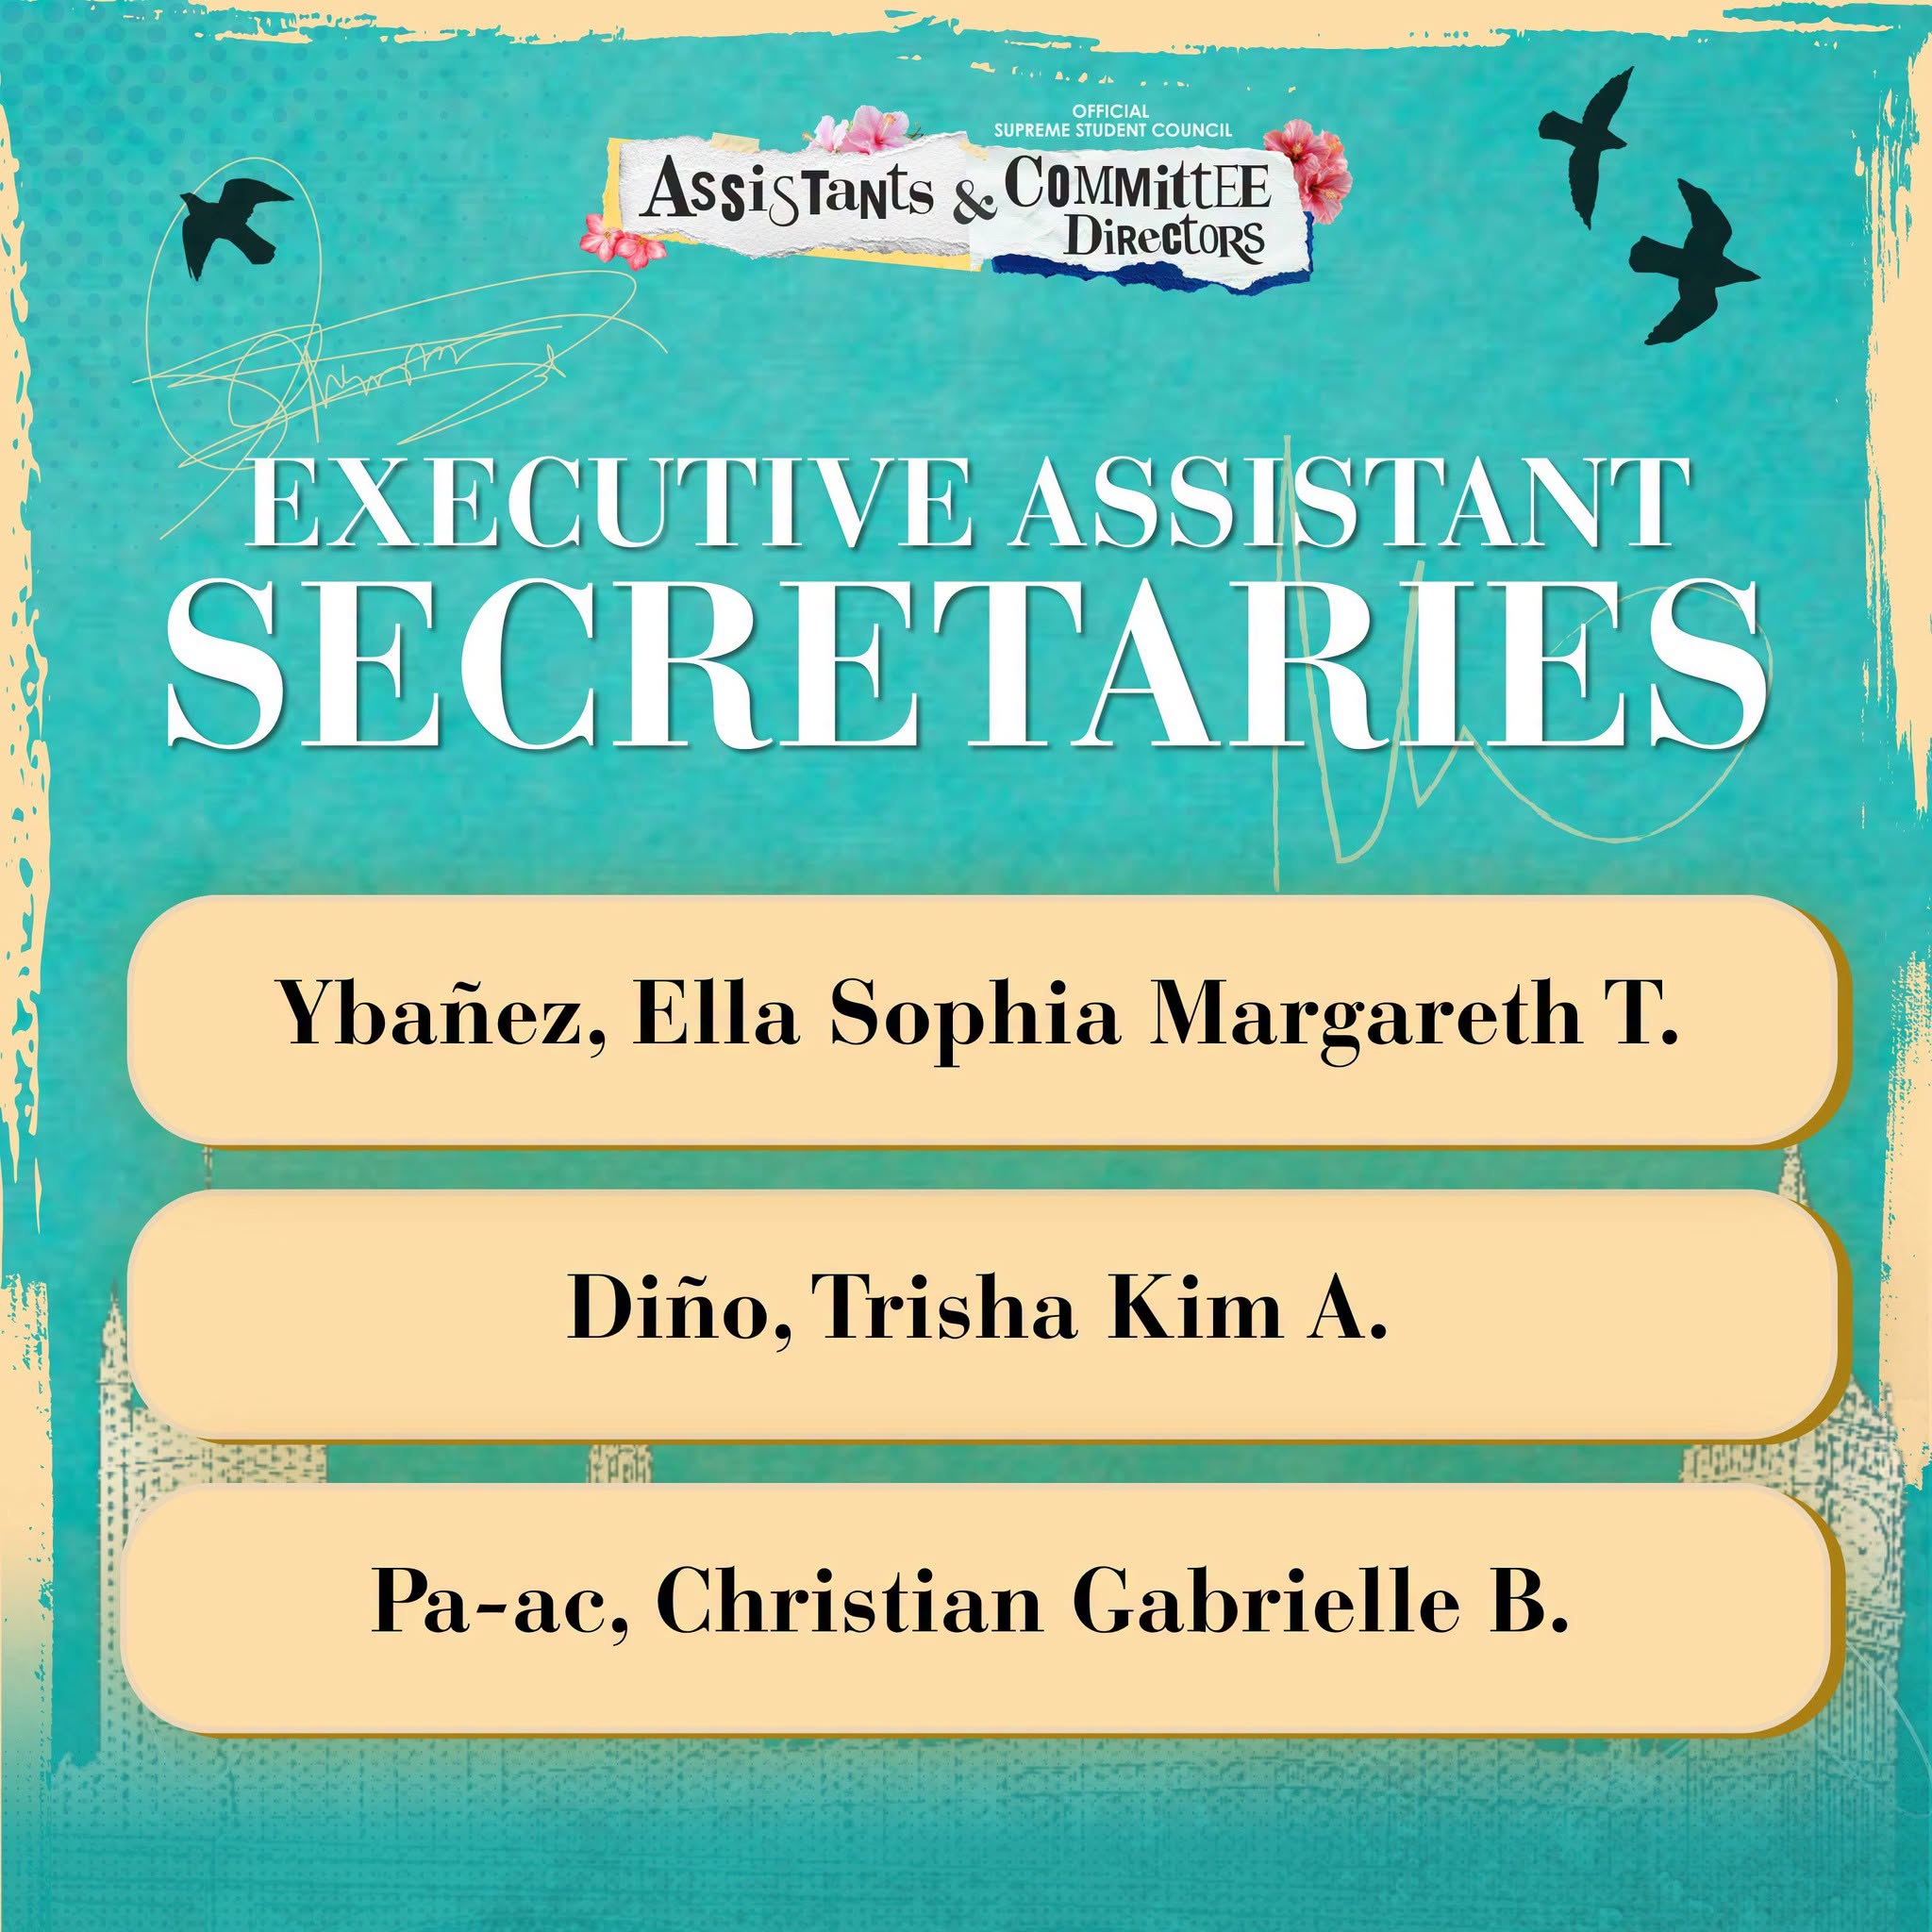 OFFICIAL
SUPREME STUDENT COUNCIL
AssiSTaNts & CoMMittEE
DiRectoRS
EXECUTIVE ASSISTANT
SECRETARIES
Ybañez, Ella Sophia Margareth T.
Diño, Trisha Kim A.
Pa-ac, Christian Gabrielle B.